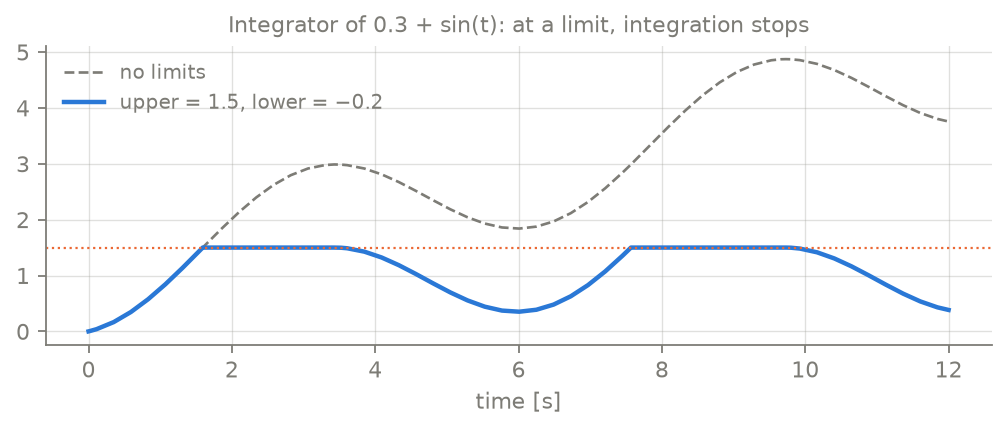 Integrator of 0.3 + sin(t): at a limit, integration stops
5
4
3
2
1
0
no limits
upper = 1.5, lower = −0.2
0 2 4 6 8 10 12
time [s]